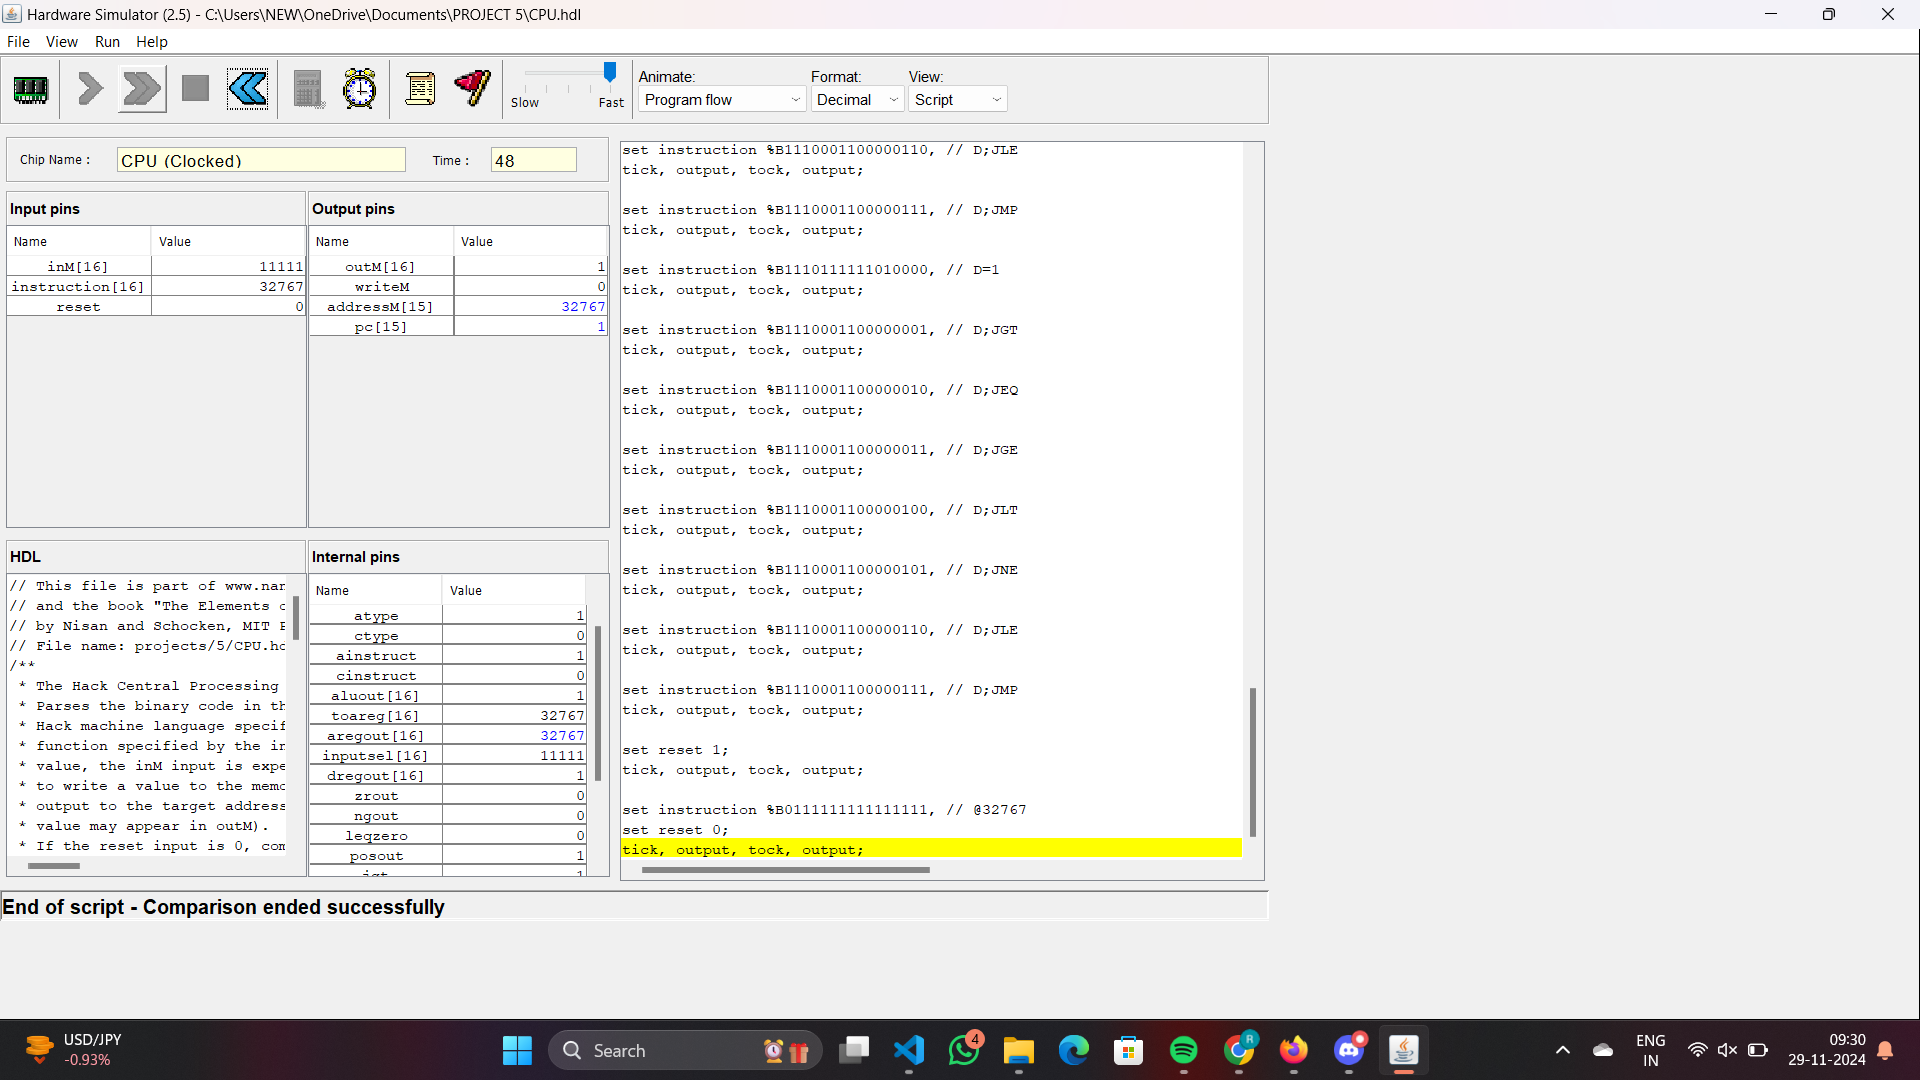 Hardware Simulator (2.5) - C:\Users\NEW\OneDrive\Documents\PROJECT 5\CPU.hdl
File View Run Help
Slow Fast
Animate: Format: View:
Program flow Decimal Script
Chip Name : CPU (Clocked) Time : 48
Input pins
Name Value
inM[16] 11111
instruction[16] 32767
reset 0
Output pins
Name Value
outM[16] 1
writeM 0
addressM[15] 32767
pc[15] 1
HDL
// This file is part of www.nan
// and the book "The Elements o
// by Nisan and Schocken, MIT P
// File name: projects/5/CPU.hd
/**
* The Hack Central Processing
* Parses the binary code in th
* Hack machine language specif
* function specified by the in
* value, the inM input is expe
* to write a value to the memo
* output to the target address
* value may appear in outM).
* If the reset input is 0, com
Internal pins
Name Value
atype 1
ctype 0
ainstruct 1
cinstruct 0
aluout[16] 1
toareg[16] 32767
aregout[16] 32767
inputsel[16] 11111
dregout[16] 1
zrout 0
ngout 0
leqzero 0
posout 1
jgt 1
set instruction %B1110001100000110, // D;JLE
tick, output, tock, output;
set instruction %B1110001100000111, // D;JMP
tick, output, tock, output;
set instruction %B1110111111010000, // D=1
tick, output, tock, output;
set instruction %B1110001100000001, // D;JGT
tick, output, tock, output;
set instruction %B1110001100000010, // D;JEQ
tick, output, tock, output;
set instruction %B1110001100000011, // D;JGE
tick, output, tock, output;
set instruction %B1110001100000100, // D;JLT
tick, output, tock, output;
set instruction %B1110001100000101, // D;JNE
tick, output, tock, output;
set instruction %B1110001100000110, // D;JLE
tick, output, tock, output;
set instruction %B1110001100000111, // D;JMP
tick, output, tock, output;
set reset 1;
tick, output, tock, output;
set instruction %B0111111111111111, // @32767
set reset 0;
tick, output, tock, output;
End of script - Comparison ended successfully
USD/JPY
-0.93%
Search
4
R
ENG
IN
09:30
29-11-2024